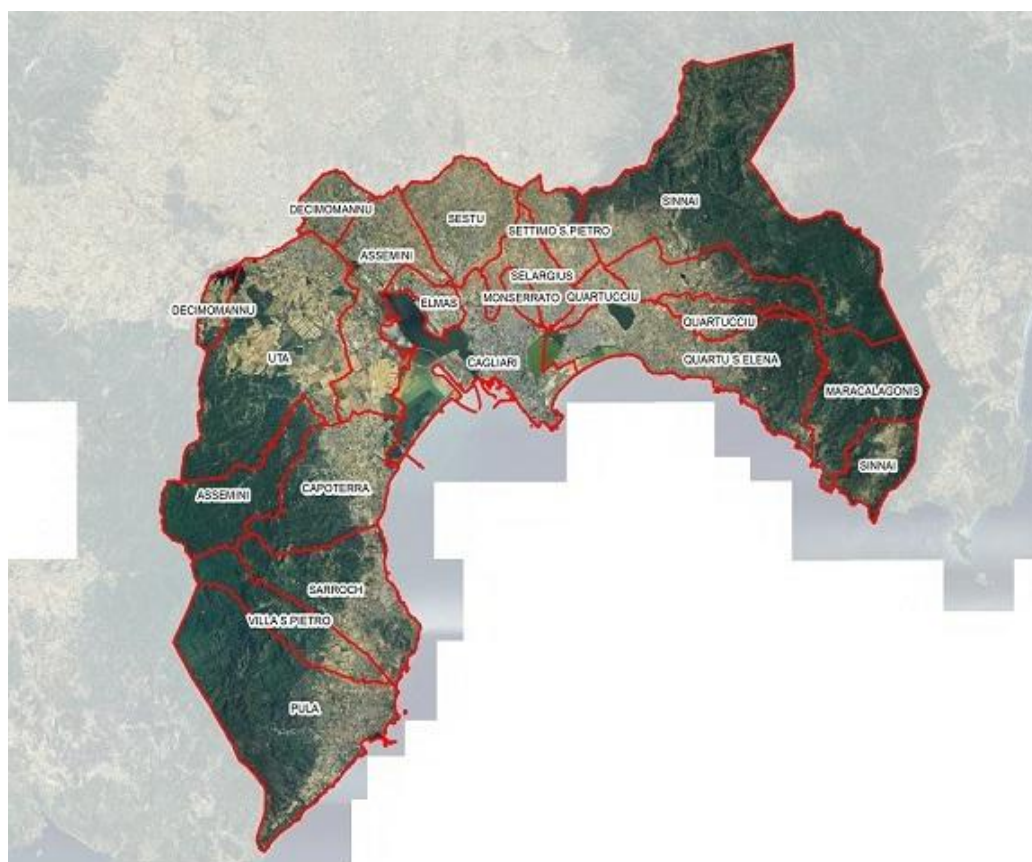 SINNAI
DECIMOMANNU
SESTU
SETTIMO S.PIETRO
ASSEMINI
SELARGIUS
ELMAS
MONSERRATO
QUARTUCCIU
DECIMOMANNU
QUARTUCCIU
UTA
CAGLIARI
QUARTU S.ELENA
MARACALAGONIS
SINNAI
CAPOTERRA
ASSEMINI
SARROCH
VILLA S.PIETRO
PULA